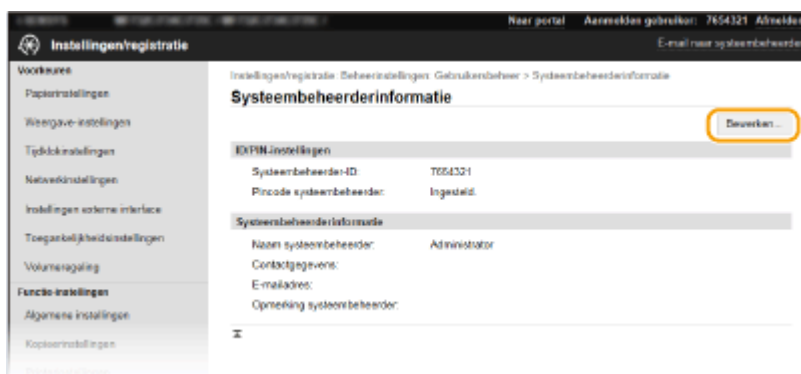 Naar portal Aanmelden gebruiker: 7654321 Afmelden
Instellingen/registratie E-mail naar systeembeheerde
Voorkeuren
Instellingen/registratie: Beheerinstellingen: Gebruikersbeheer > Systeembeheerderinformatie
Papierinstellingen
Systeembeheerderinformatie
Weergave-instellingen
Bewerken...
Tijdklokinstellingen
ID/PIN-instellingen
Systeembeheerder-ID: 7654321
Netwerkinstellingen
Pincode systeembeheerder: Ingesteld.
Instellingen externe interface
Systeembeheerderinformatie
Toegankelijkheidsinstellingen
Naam systeembeheerder: Administrator
Volumeregeling
Contactgegevens:
E-mailadres:
Functie-instellingen
Opmerking systeembeheerder:
Algemene instellingen
Kopieerinstellingen